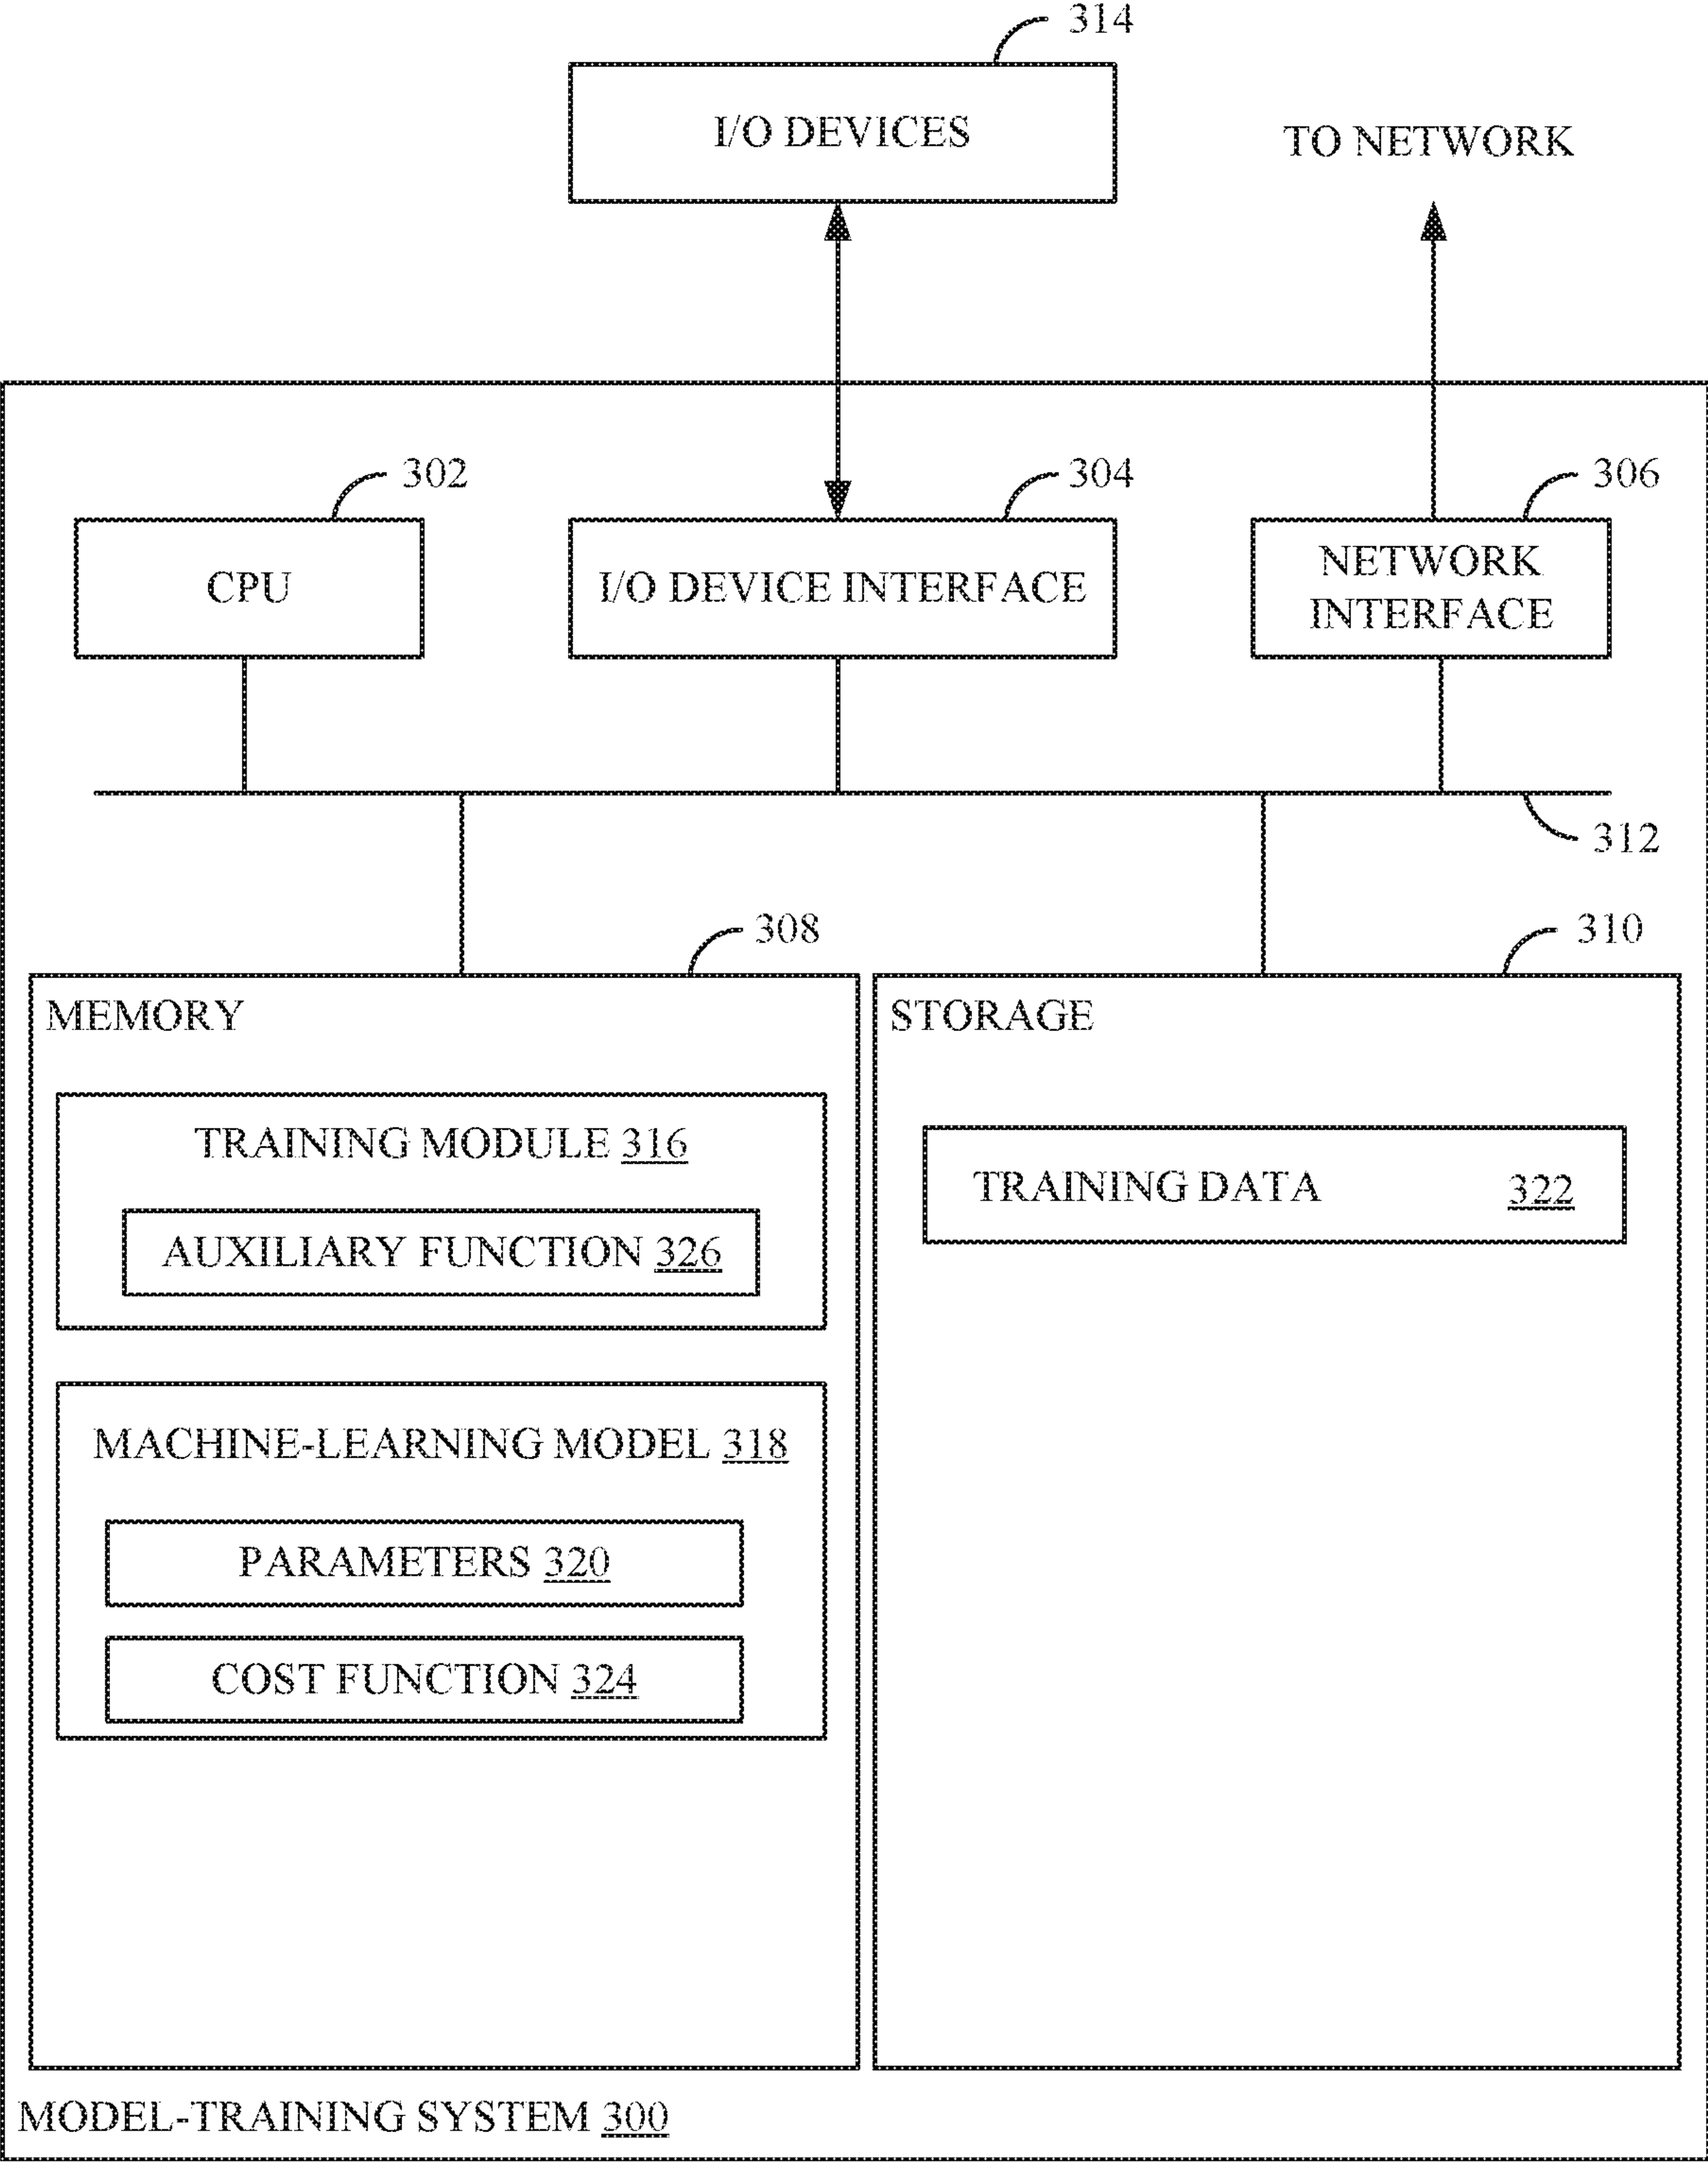 314
I/O DEVICES
TO NETWORK
302
304
306
CPU
I/O DEVICE INTERFACE
NETWORK
INTERFACE
312
308
310
MEMORY
STORAGE
TRAINING MODULE 316
AUXILIARY FUNCTION 326
TRAINING DATA 322
MACHINE-LEARNING MODEL 318
PARAMETERS 320
COST FUNCTION 324
MODEL-TRAINING SYSTEM 300